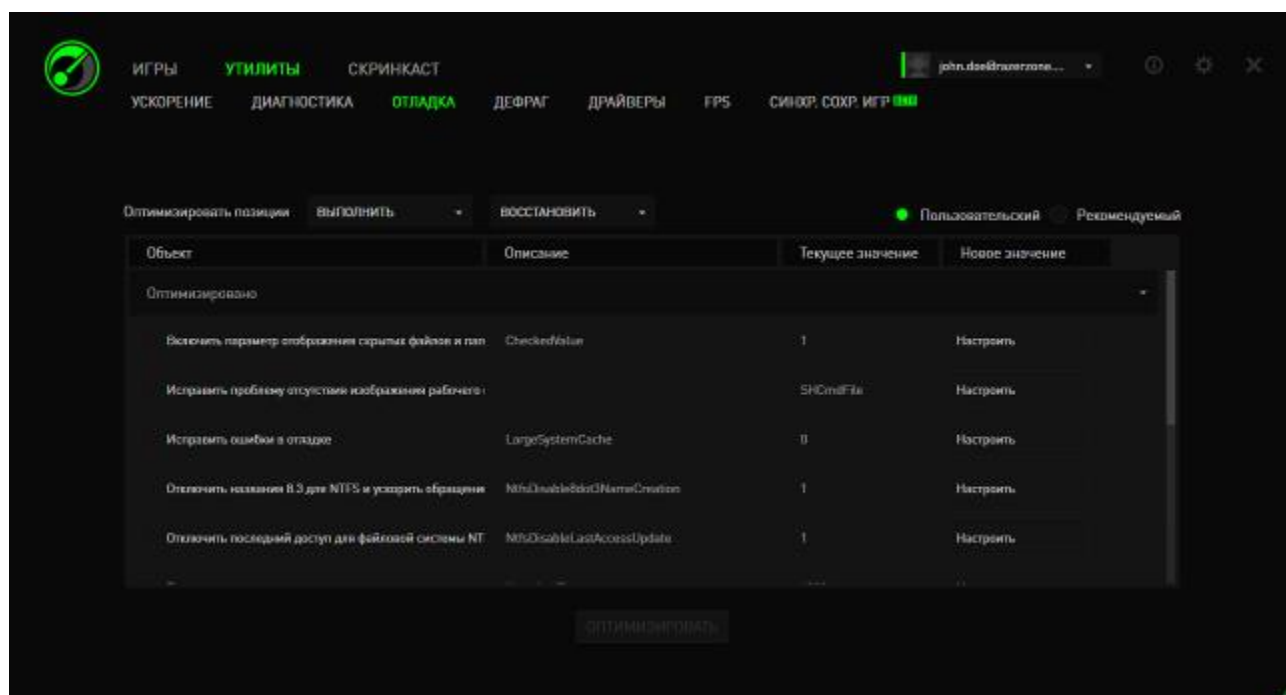 ИГРЫ УТИЛИТЫ СКРИНКАСТ john.doe@razerzone....
УСКОРЕНИЕ ДИАГНОСТИКА ОТЛАДКА ДЕФРАГ ДРАЙВЕРЫ FPS СИНХР. СОХР. ИГР
Оптимизировать позиции ВЫПОЛНИТЬ ВОССТАНОВИТЬ Пользовательский Рекомендуемый
Объект Описание Текущее значение Новое значение
Оптимизировано
Включить параметр отображения скрытых файлов и пап CheckedValue 1 Настроить
Исправить проблему отсутствия изображения рабочего SHCmdFile Настроить
Исправить ошибки в отладке LargeSystemCache 0 Настроить
Отключить названия 8.3 для NTFS и ускорить обращени NtfsDisable8dot3NameCreation 1 Настроить
Отключить последний доступ для файловой системы NT NtfsDisableLastAccessUpdate 1 Настроить
ОПТИМИЗИРОВАТЬ